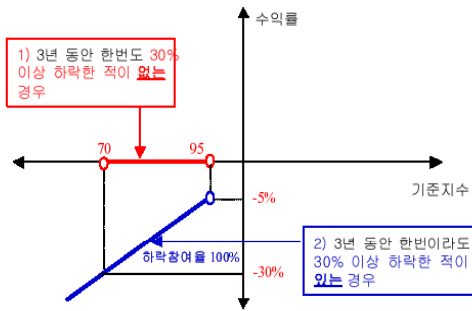 수익률
1) 3년 동안 한번도 30%
이상 하락한 적이 없는
경우
70
95
기준지수
-5%
하락참여율 100%
-30%
2) 3년 동안 한번이라도
30% 이상 하락한 적이
있는 경우